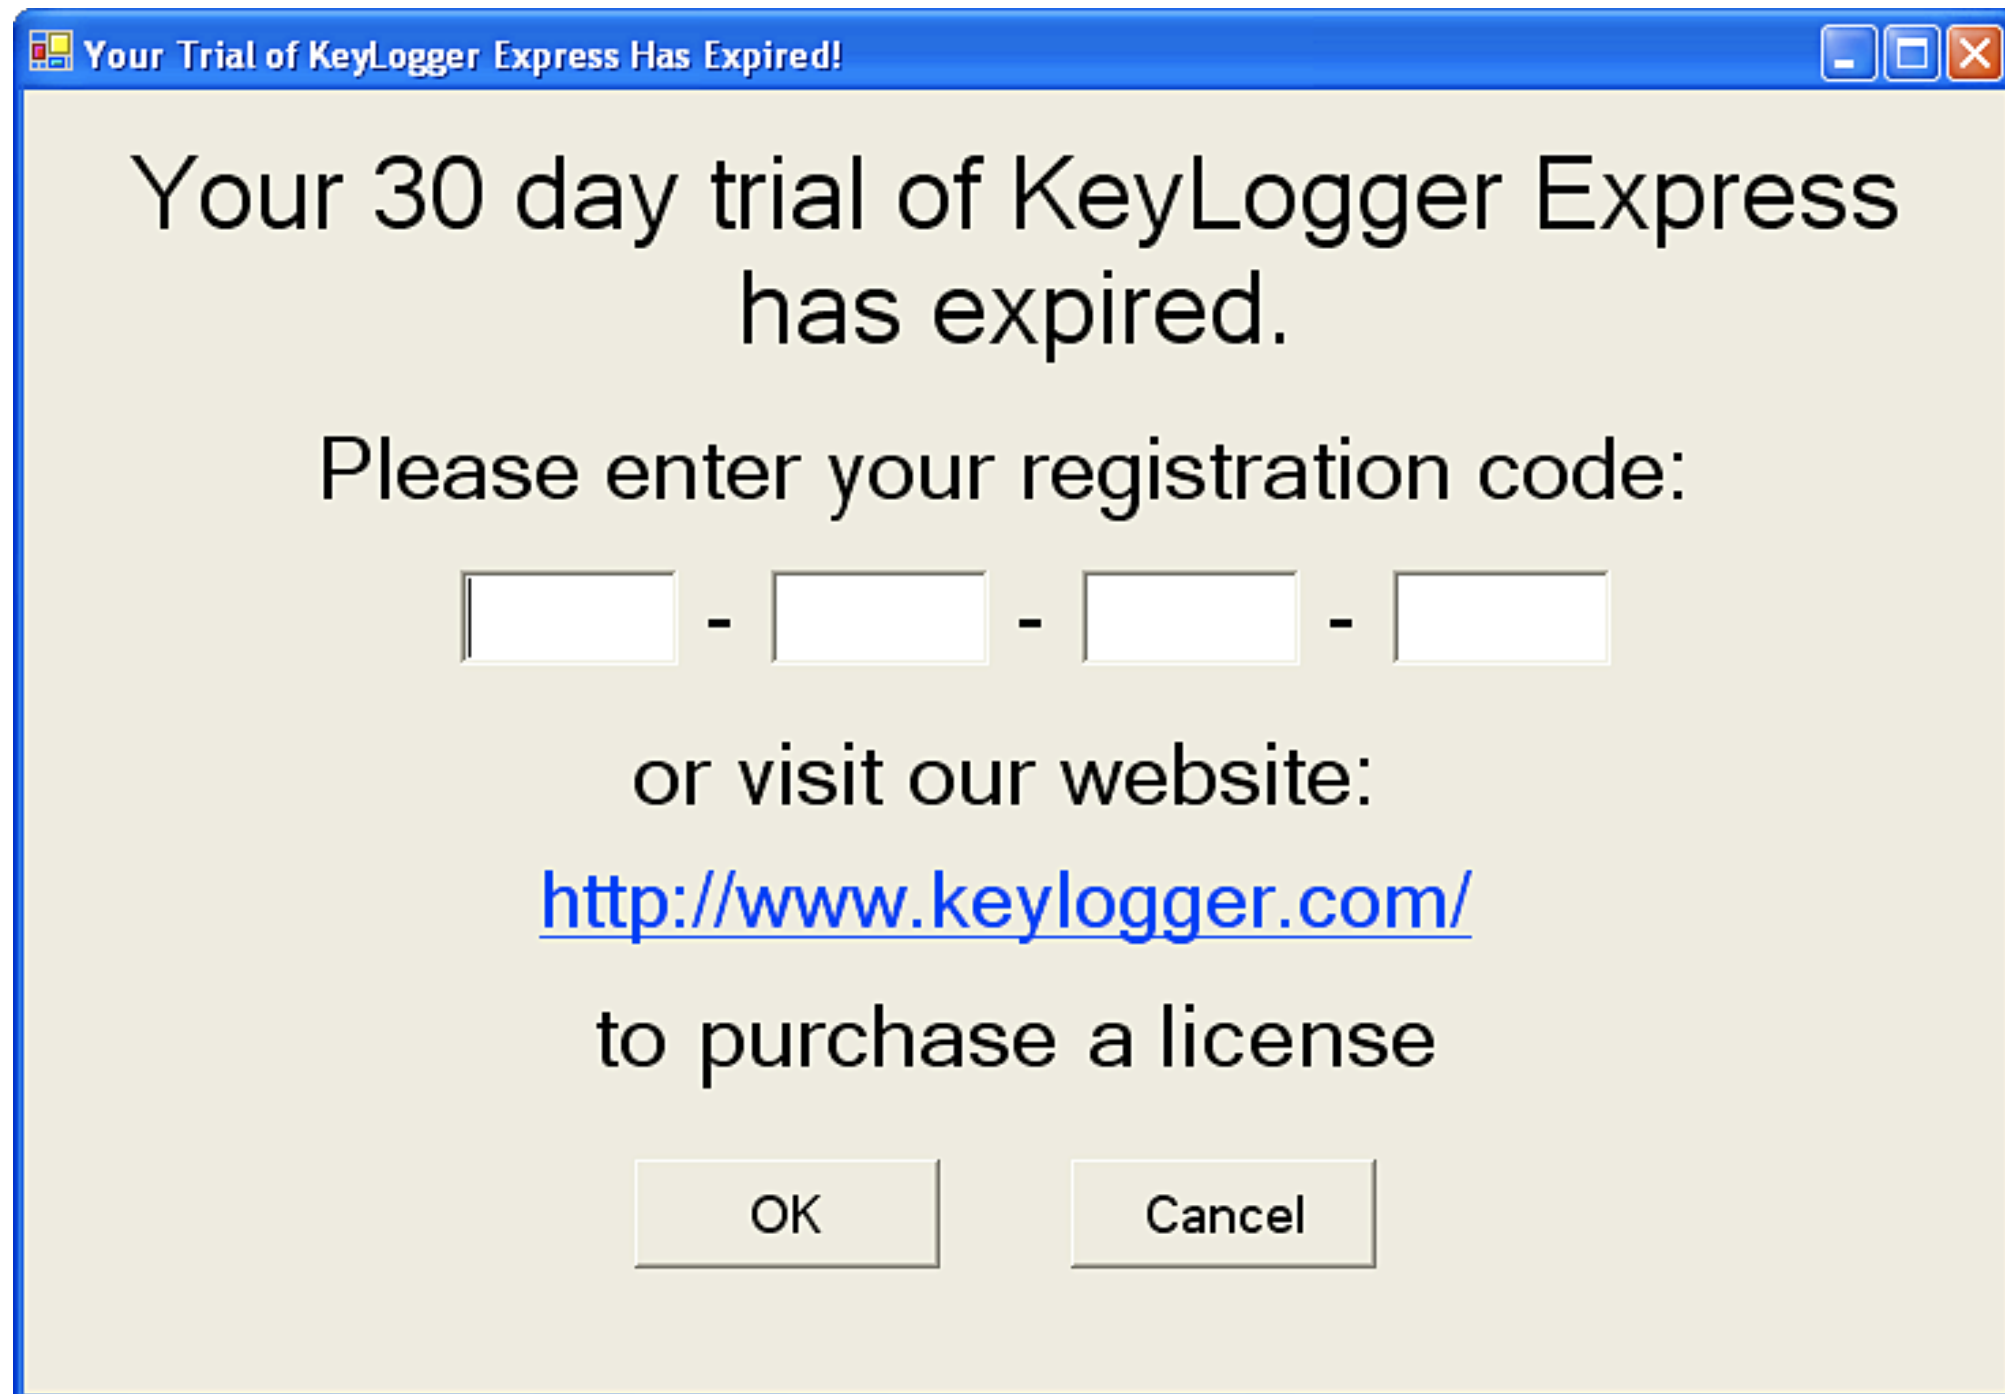 Your Trial of KeyLogger Express Has Expired!
Your 30 day trial of KeyLogger Express
has expired.
Please enter your registration code:
- - -
or visit our website:
http://www.keylogger.com/
to purchase a license
OK Cancel